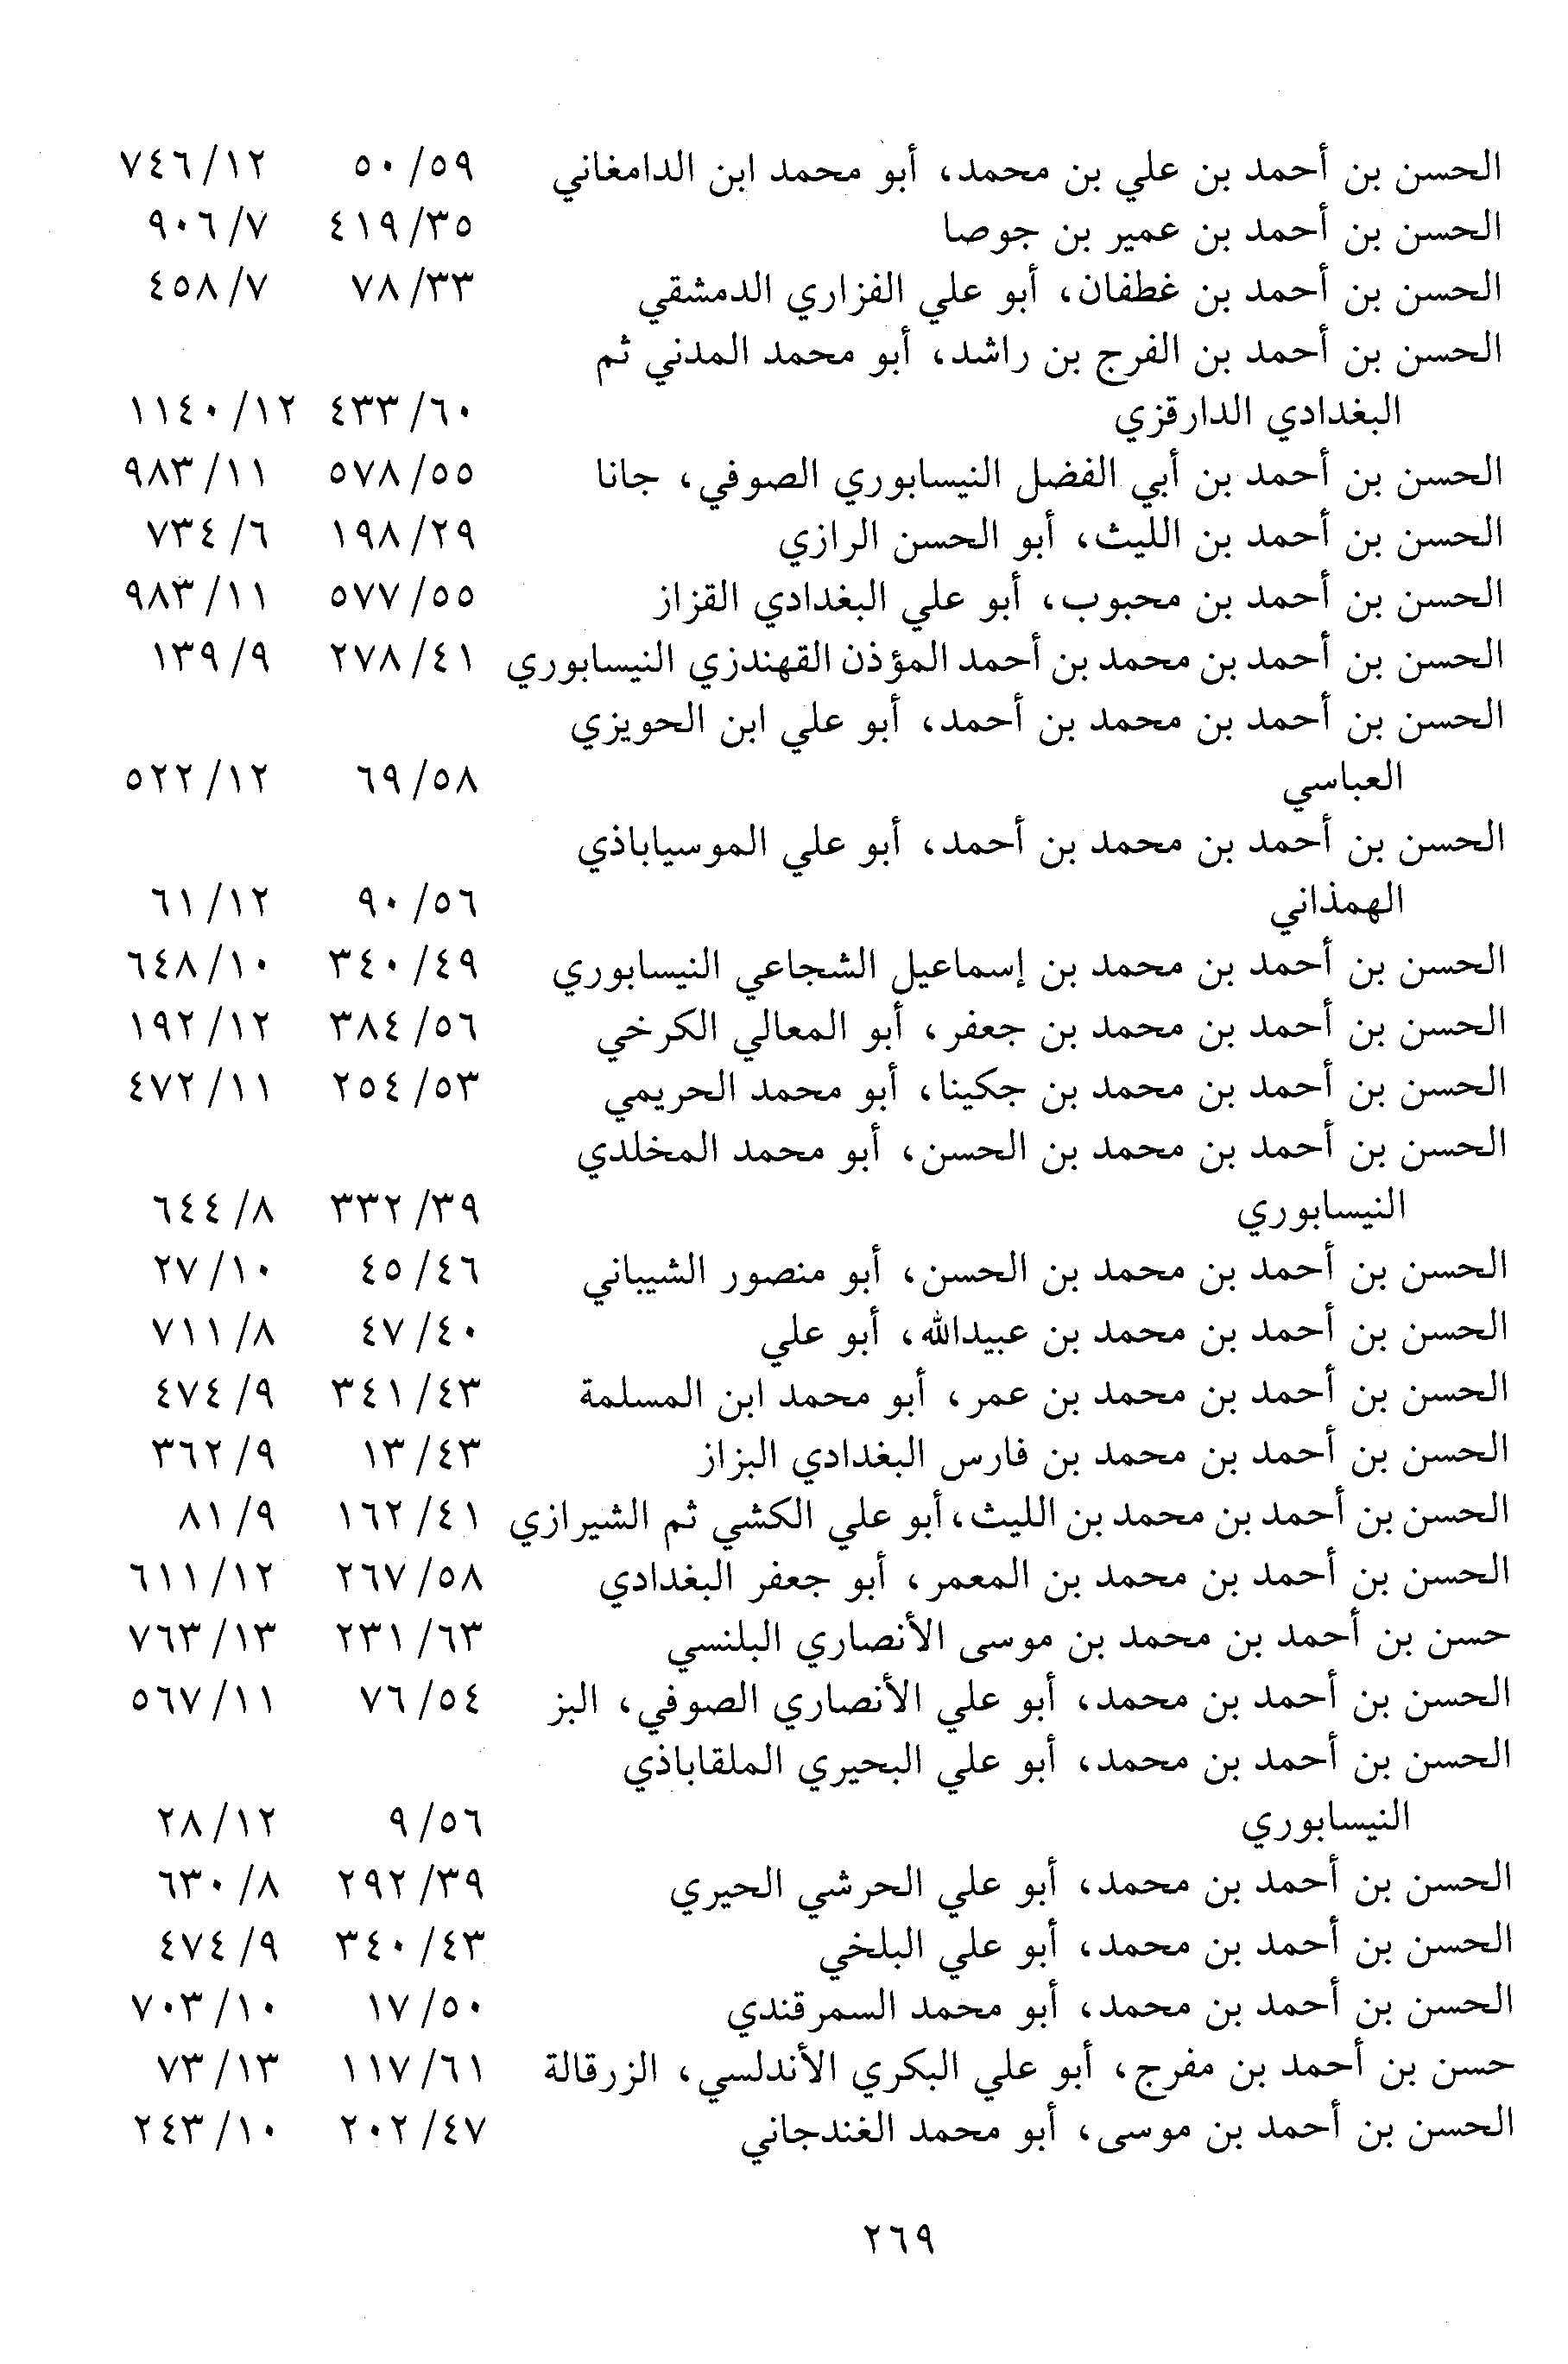 الحسن بن أحمد بن علي بن محمد، أبو محمد ابن الدامغاني ٥٩/ ٥٠ ١٢/ ٧٤٦
الحسن بن أحمد بن عمير بن جوصا ٣٥/ ٤١٩ ٧/ ٩٠٦
الحسن بن أحمد بن غطفان، أبو علي الفزاري الدمشقي ٣٣/ ٧٨ ٧/ ٤٥٨
الحسن بن أحمد بن الفرج بن راشد، أبو محمد المدني ثم
البغدادي الدارقزي ٦٠/ ٤٣٣ ١٢/ ١١٤٠
الحسن بن أحمد بن أبي الفضل النيسابوري الصوفي، جانا ٥٥/ ٥٧٨ ١١/ ٩٨٣
الحسن بن أحمد بن الليث، أبو الحسن الرازي ٢٩/ ١٩٨ ٦/ ٧٣٤
الحسن بن أحمد بن محبوب، أبو علي البغدادي القزاز ٥٥/ ٥٧٧ ١١/ ٩٨٣
الحسن بن أحمد بن محمد بن أحمد المؤذن القهندزي النيسابوري ٤١/ ٢٧٨ ٩/ ١٣٩
الحسن بن أحمد بن محمد بن أحمد، أبو علي ابن الحويزي
العباسي ٥٨/ ٦٩ ١٢/ ٥٢٢
الحسن بن أحمد بن محمد بن أحمد، أبو علي الموسياباذي
الهمذاني ٥٦/ ٩٠ ١٢/ ٦١
الحسن بن أحمد بن محمد بن إسماعيل الشجاعي النيسابوري ٤٩/ ٣٤٠ ١٠/ ٦٤٨
الحسن بن أحمد بن محمد بن جعفر، أبو المعالي الكرخي ٥٦/ ٣٨٤ ١٢/ ١٩٢
الحسن بن أحمد بن محمد بن جكينا، أبو محمد الحريمي ٥٣/ ٢٥٤ ١١/ ٤٧٢
الحسن بن أحمد بن محمد بن الحسن، أبو محمد المخلدي
النيسابوري ٣٩/ ٣٣٢ ٨/ ٦٤٤
الحسن بن أحمد بن محمد بن الحسن، أبو منصور الشيباني ٤٦/ ٤٥ ١٠/ ٢٧
الحسن بن أحمد بن محمد بن عبيدالله، أبو علي ٤٠/ ٤٧ ٨/ ٧١١
الحسن بن أحمد بن محمد بن عمر، أبو محمد ابن المسلمة ٤٣/ ٣٤١ ٩/ ٤٧٤
الحسن بن أحمد بن محمد بن فارس البغدادي البزاز ٤٣/ ١٣ ٩/ ٣٦٢
الحسن بن أحمد بن محمد بن الليث، أبو علي الكشي ثم الشيرازي ٤١/ ١٦٢ ٩/ ٨١
الحسن بن أحمد بن محمد بن المعمر، أبو جعفر البغدادي ٥٨/ ٢٦٧ ١٢/ ٦١١
حسن بن أحمد بن محمد بن موسى الأنصاري البلنسي ٦٣/ ٢٣١ ١٣/ ٧٦٣
الحسن بن أحمد بن محمد، أبو علي الأنصاري الصوفي، البز ٥٤/ ٧٦ ١١/ ٥٦٧
الحسن بن أحمد بن محمد، أبو علي البحيري الملقاباذي
النيسابوري ٥٦/ ٩ ١٢/ ٢٨
الحسن بن أحمد بن محمد، أبو علي الحرشي الحيري ٣٩/ ٢٩٢ ٨/ ٦٣٠
الحسن بن أحمد بن محمد، أبو علي البلخي ٤٣/ ٣٤٠ ٩/ ٤٧٤
الحسن بن أحمد بن محمد، أبو محمد السمرقندي ٥٠/ ١٧ ١٠/ ٧٠٣
حسن بن أحمد بن مفرج، أبو علي البكري الأندلسي، الزرقالة ٦١/ ١١٧ ١٣/ ٧٣
الحسن بن أحمد بن موسى، أبو محمد الغندجاني ٤٧/ ٢٠٢ ١٠/ ٢٤٣
٢٦٩